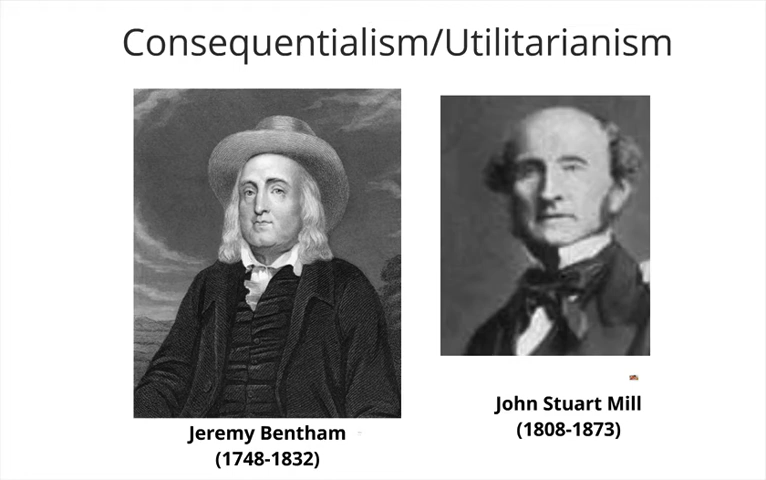 Consequentialism/Utilitarianism
Jeremy Bentham
(1748-1832)
John Stuart Mill
(1808-1873)